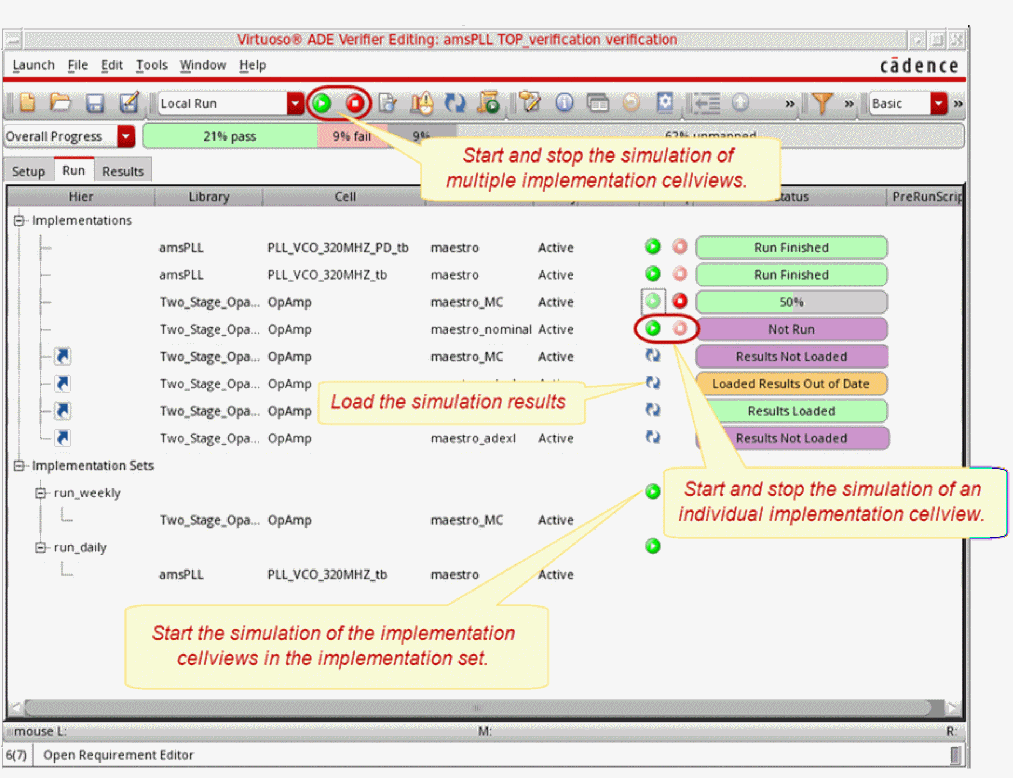 Virtuoso® ADE Verifier Editing: amsPLL TOP_verification verification
Launch File Edit Tools Window Help
cādence
Local Run
Basic
Overall Progress
21% pass
9% fail
9%
62% unmapped
Start and stop the simulation of
multiple implementation cellviews.
Setup Run Results
Hier Library Cell Status PreRunScrip
Implementations
amsPLL PLL_VCO_320MHZ_PD_tb maestro Active Run Finished
amsPLL PLL_VCO_320MHZ_tb maestro Active Run Finished
Two_Stage_Opa... OpAmp maestro_MC Active 50%
Two_Stage_Opa... OpAmp maestro_nominal Active Not Run
Two_Stage_Opa... OpAmp maestro_MC Active Results Not Loaded
Two_Stage_Opa... OpAmp Loaded Results Out of Date
Load the simulation results
Two_Stage_Opa... OpAmp Results Loaded
Two_Stage_Opa... OpAmp maestro_adexl Active Results Not Loaded
Implementation Sets
run_weekly
Start and stop the simulation of an
individual implementation cellview.
Two_Stage_Opa... OpAmp maestro_MC Active
run_daily
amsPLL PLL_VCO_320MHZ_tb maestro Active
Start the simulation of the implementation
cellviews in the implementation set.
mouse L: M: R:
6(7) Open Requirement Editor